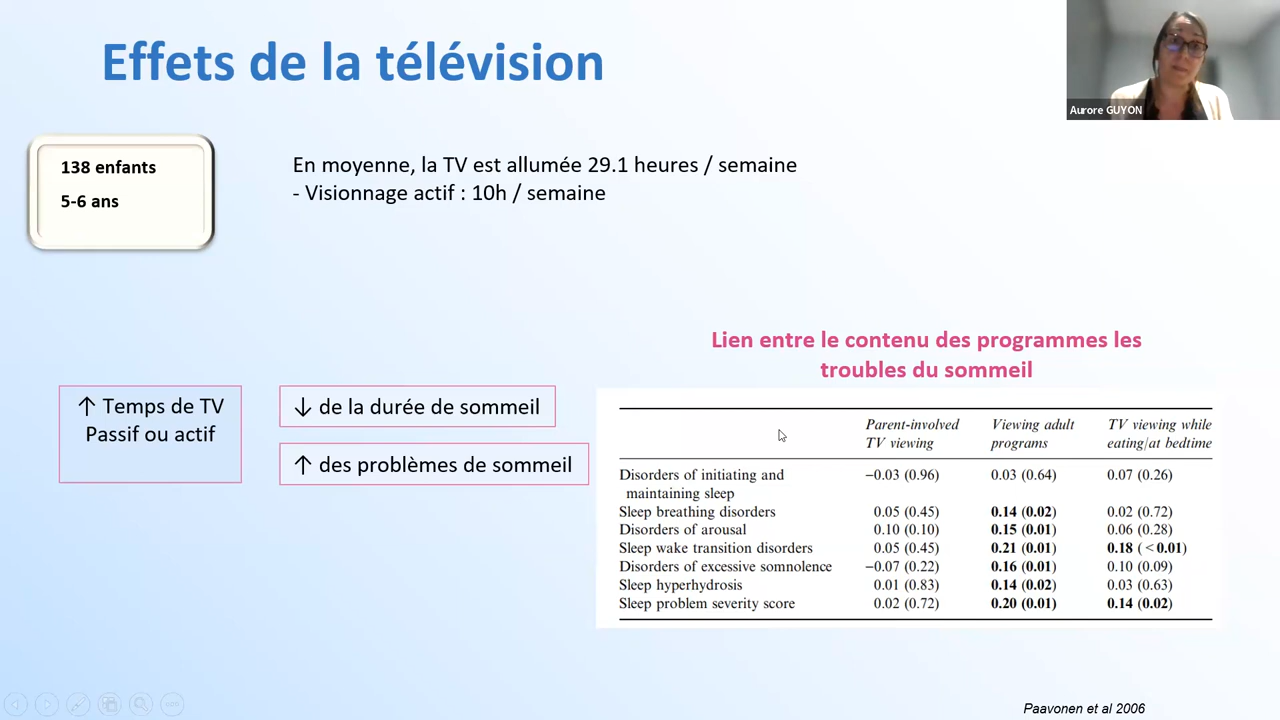 Effets de la télévision
Aurore GUYON
138 enfants
5-6 ans
En moyenne, la TV est allumée 29.1 heures / semaine
- Visionnage actif : 10h / semaine
↑ Temps de TV
Passif ou actif
↓ de la durée de sommeil
↑ des problèmes de sommeil
Lien entre le contenu des programmes les
troubles du sommeil
Parent-involved Viewing adult TV viewing while
TV viewing programs eating/at bedtime
Disorders of initiating and −0.03 (0.96) 0.03 (0.64) 0.07 (0.26)
maintaining sleep
Sleep breathing disorders 0.05 (0.45) 0.14 (0.02) 0.02 (0.72)
Disorders of arousal 0.10 (0.10) 0.15 (0.01) 0.06 (0.28)
Sleep wake transition disorders 0.05 (0.45) 0.21 (0.01) 0.18 (<0.01)
Disorders of excessive somnolence −0.07 (0.22) 0.16 (0.01) 0.10 (0.09)
Sleep hyperhydrosis 0.01 (0.83) 0.14 (0.02) 0.03 (0.63)
Sleep problem severity score 0.02 (0.72) 0.20 (0.01) 0.14 (0.02)
Paavonen et al 2006